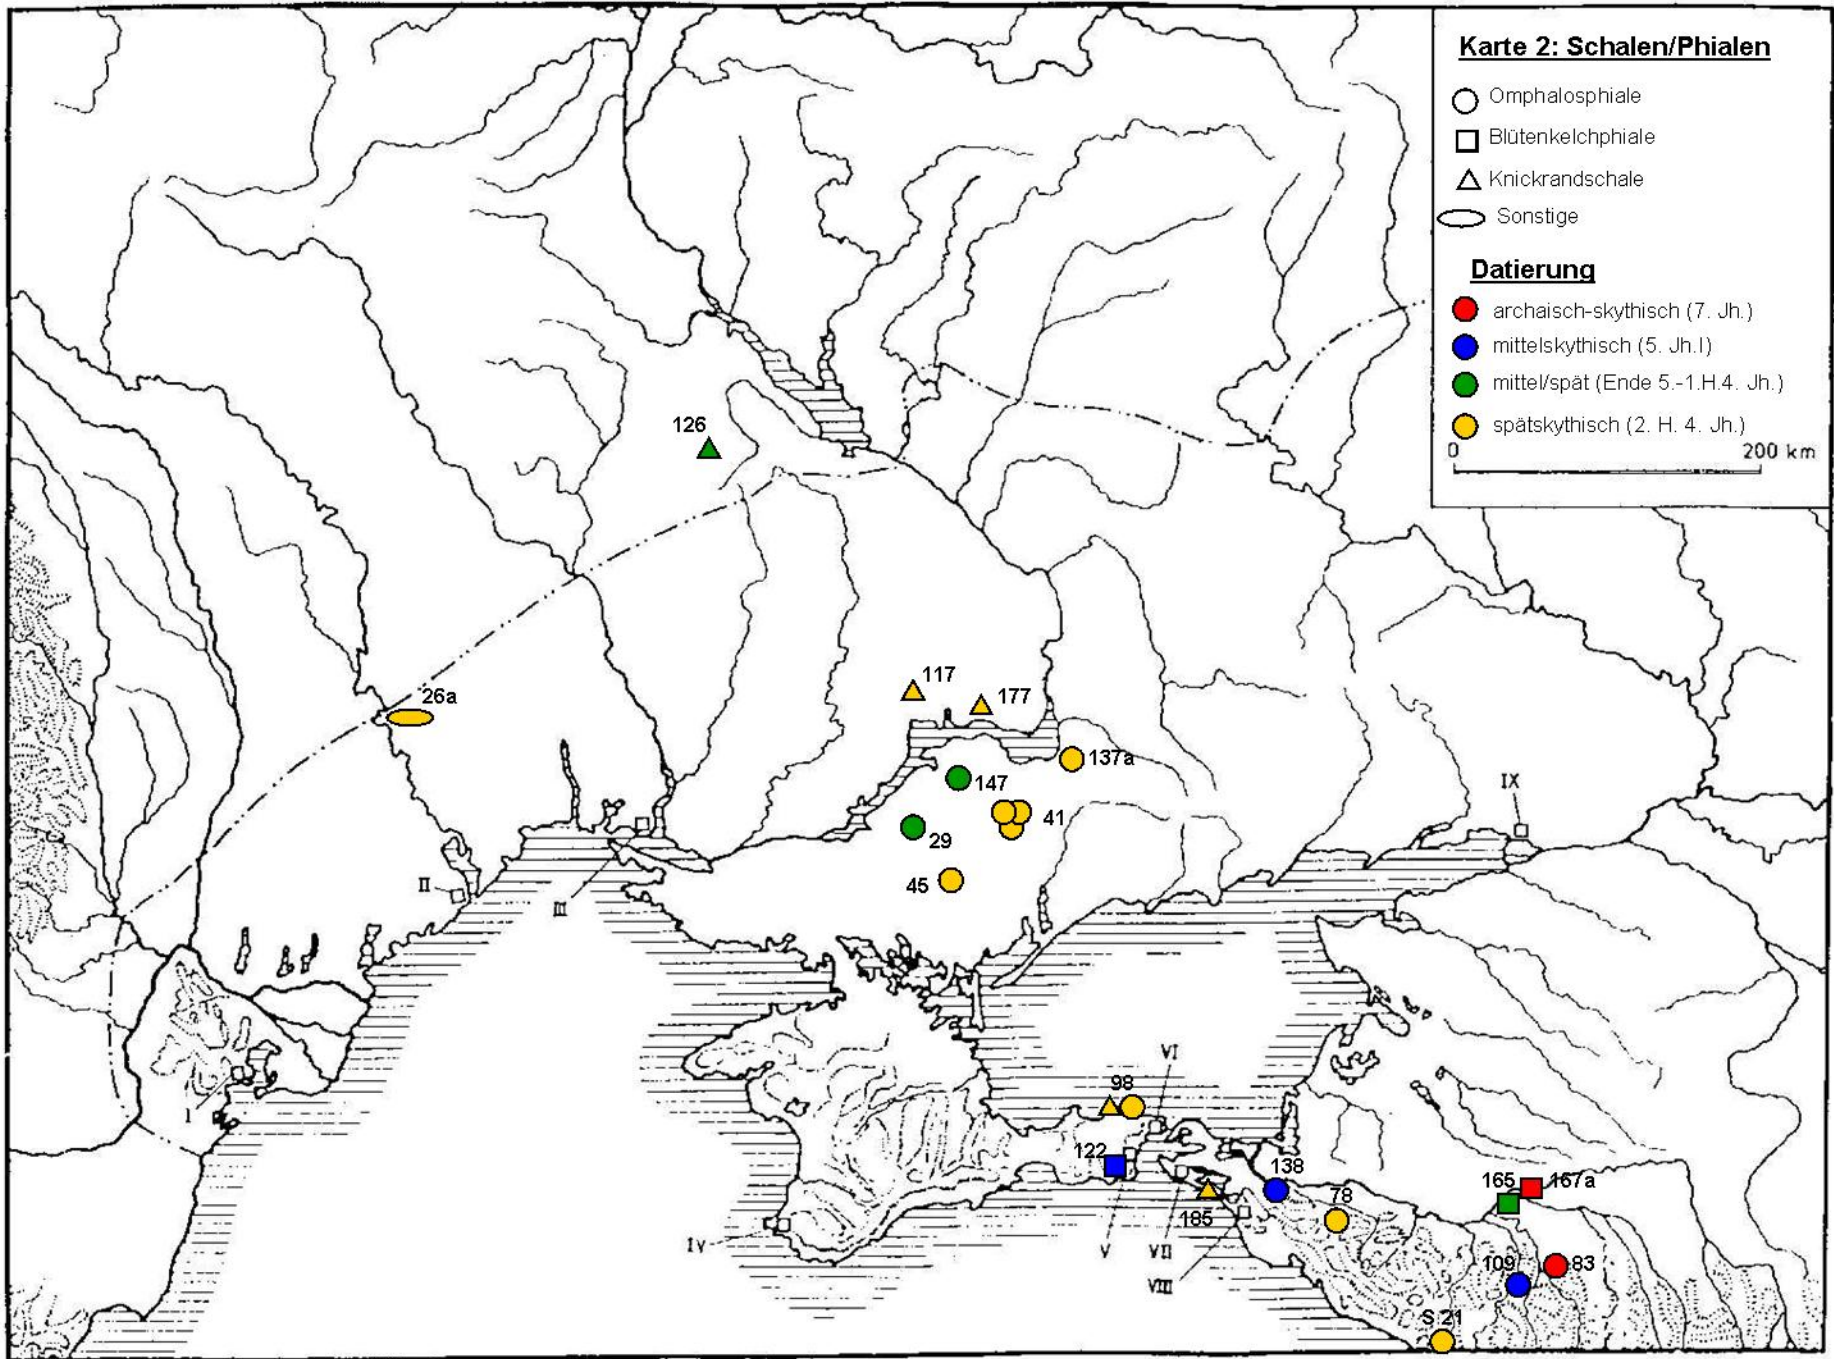 Karte 2: Schalen/Phialen
Omphalosphiale
Blütenkelchphiale
Knickrandschale
Sonstige
Datierung
archaisch-skythisch (7. Jh.)
mittelskythisch (5. Jh.I)
mittel/spät (Ende 5.-1.H.4. Jh.)
spätskythisch (2. H. 4. Jh.)
0 200 km
126
117
26a
177
137a
147
IX
41
29
45
II
III
VI
98
I
122
138
165 167a
78
185
IV
V VII
VIII
109 83
S 21